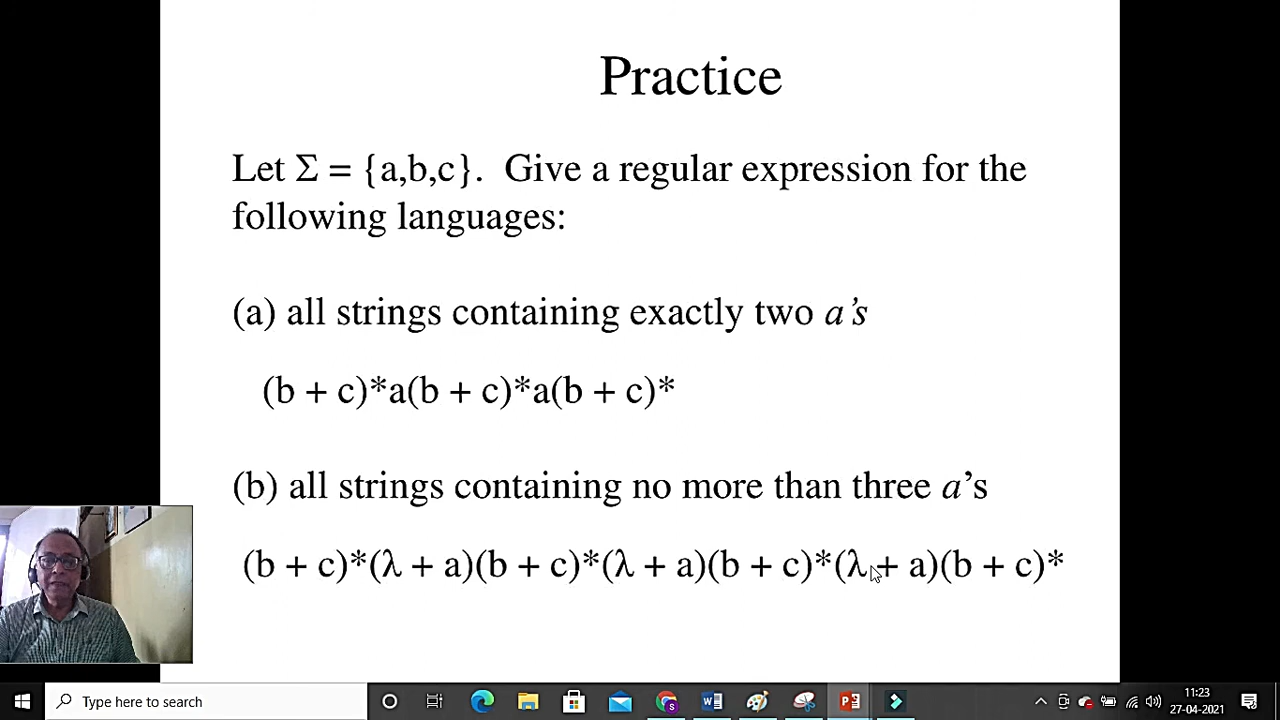 Practice
Let Σ = {a,b,c}. Give a regular expression for the
following languages:
(a) all strings containing exactly two a's
(b + c)*a(b + c)*a(b + c)*
(b) all strings containing no more than three a's
(b + c)*(λ + a)(b + c)*(λ + a)(b + c)*(λ + a)(b + c)*
Type here to search
11:23
27-04-2021